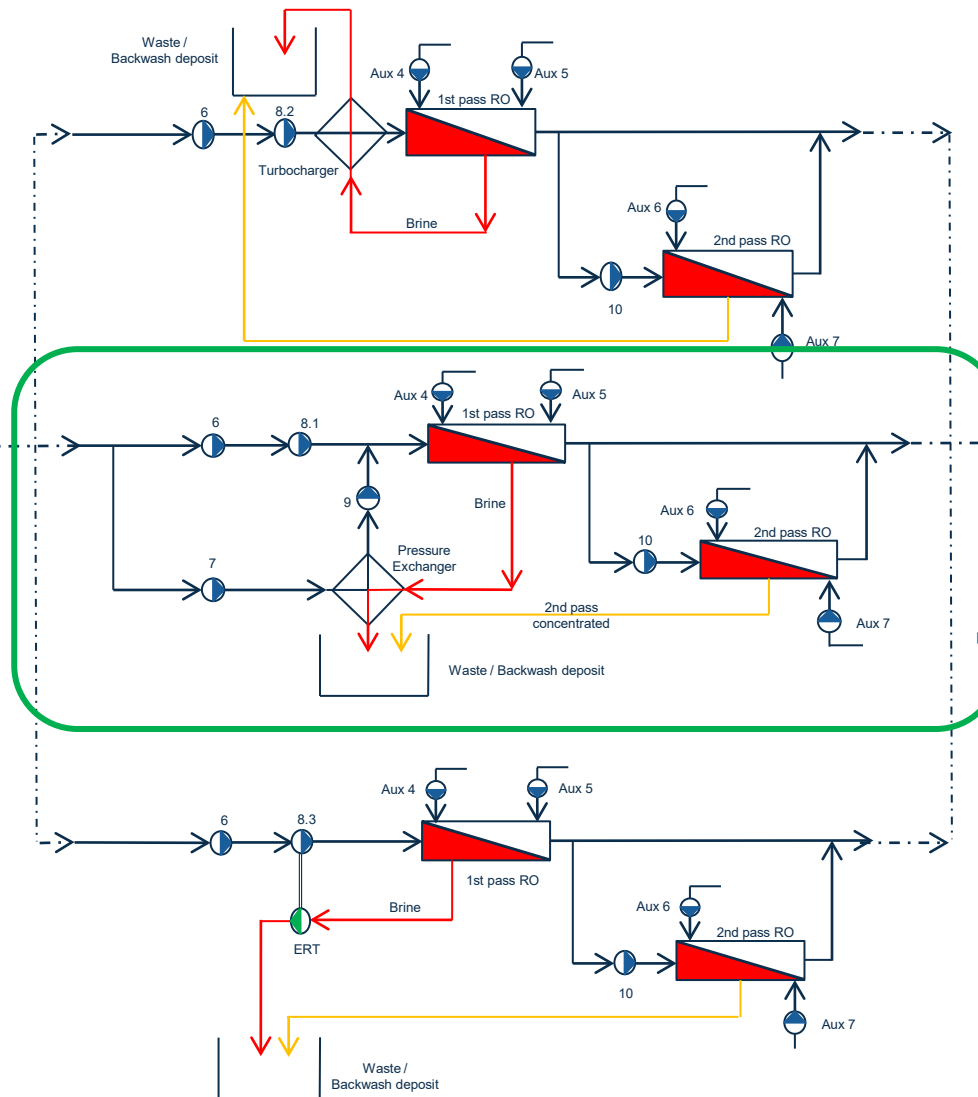 Waste /
Backwash deposit
Aux 4
Aux 5
1st pass RO
6
8.2
Turbocharger
Brine
Aux 6
2nd pass RO
10
Aux 7
Aux 4
Aux 5
1st pass RO
6
8.1
9
Brine
Aux 6
2nd pass RO
10
Pressure
Exchanger
7
2nd pass
concentrated
Aux 7
Waste / Backwash deposit
Aux 4
Aux 5
6
8.3
1st pass RO
Brine
Aux 6
2nd pass RO
ERT
10
Aux 7
Waste /
Backwash deposit